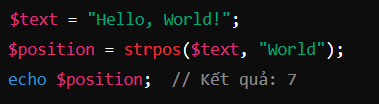 $text = "Hello, World!";
$position = strpos($text, "World");
echo $position;  // Kết quả: 7